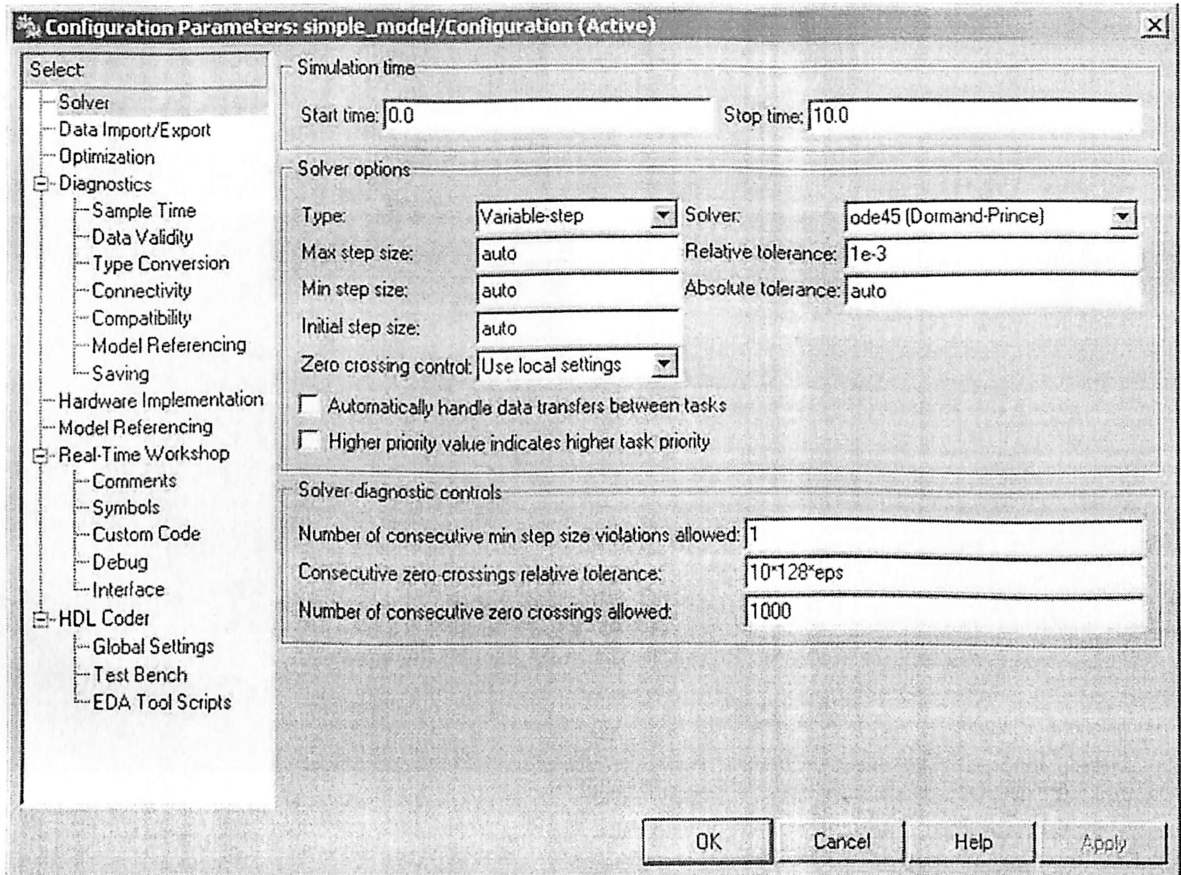 Configuration Parameters: simple_model/Configuration (Active)
Select:
Solver
Data Import/Export
Optimization
Diagnostics
Sample Time
Data Validity
Type Conversion
Connectivity
Compatibility
Model Referencing
Saving
Hardware Implementation
Model Referencing
Real-Time Workshop
Comments
Symbols
Custom Code
Debug
Interface
HDL Coder
Global Settings
Test Bench
EDA Tool Scripts
Simulation time
Start time: 0.0 Stop time: 10.0
Solver options
Type: Variable-step Solver: ode45 (Dormand-Prince)
Max step size: auto Relative tolerance: 1e-3
Min step size: auto Absolute tolerance: auto
Initial step size: auto
Zero crossing control: Use local settings
Automatically handle data transfers between tasks
Higher priority value indicates higher task priority
Solver diagnostic controls
Number of consecutive min step size violations allowed: 1
Consecutive zero crossings relative tolerance: 10*128*eps
Number of consecutive zero crossings allowed: 1000
OK Cancel Help Apply